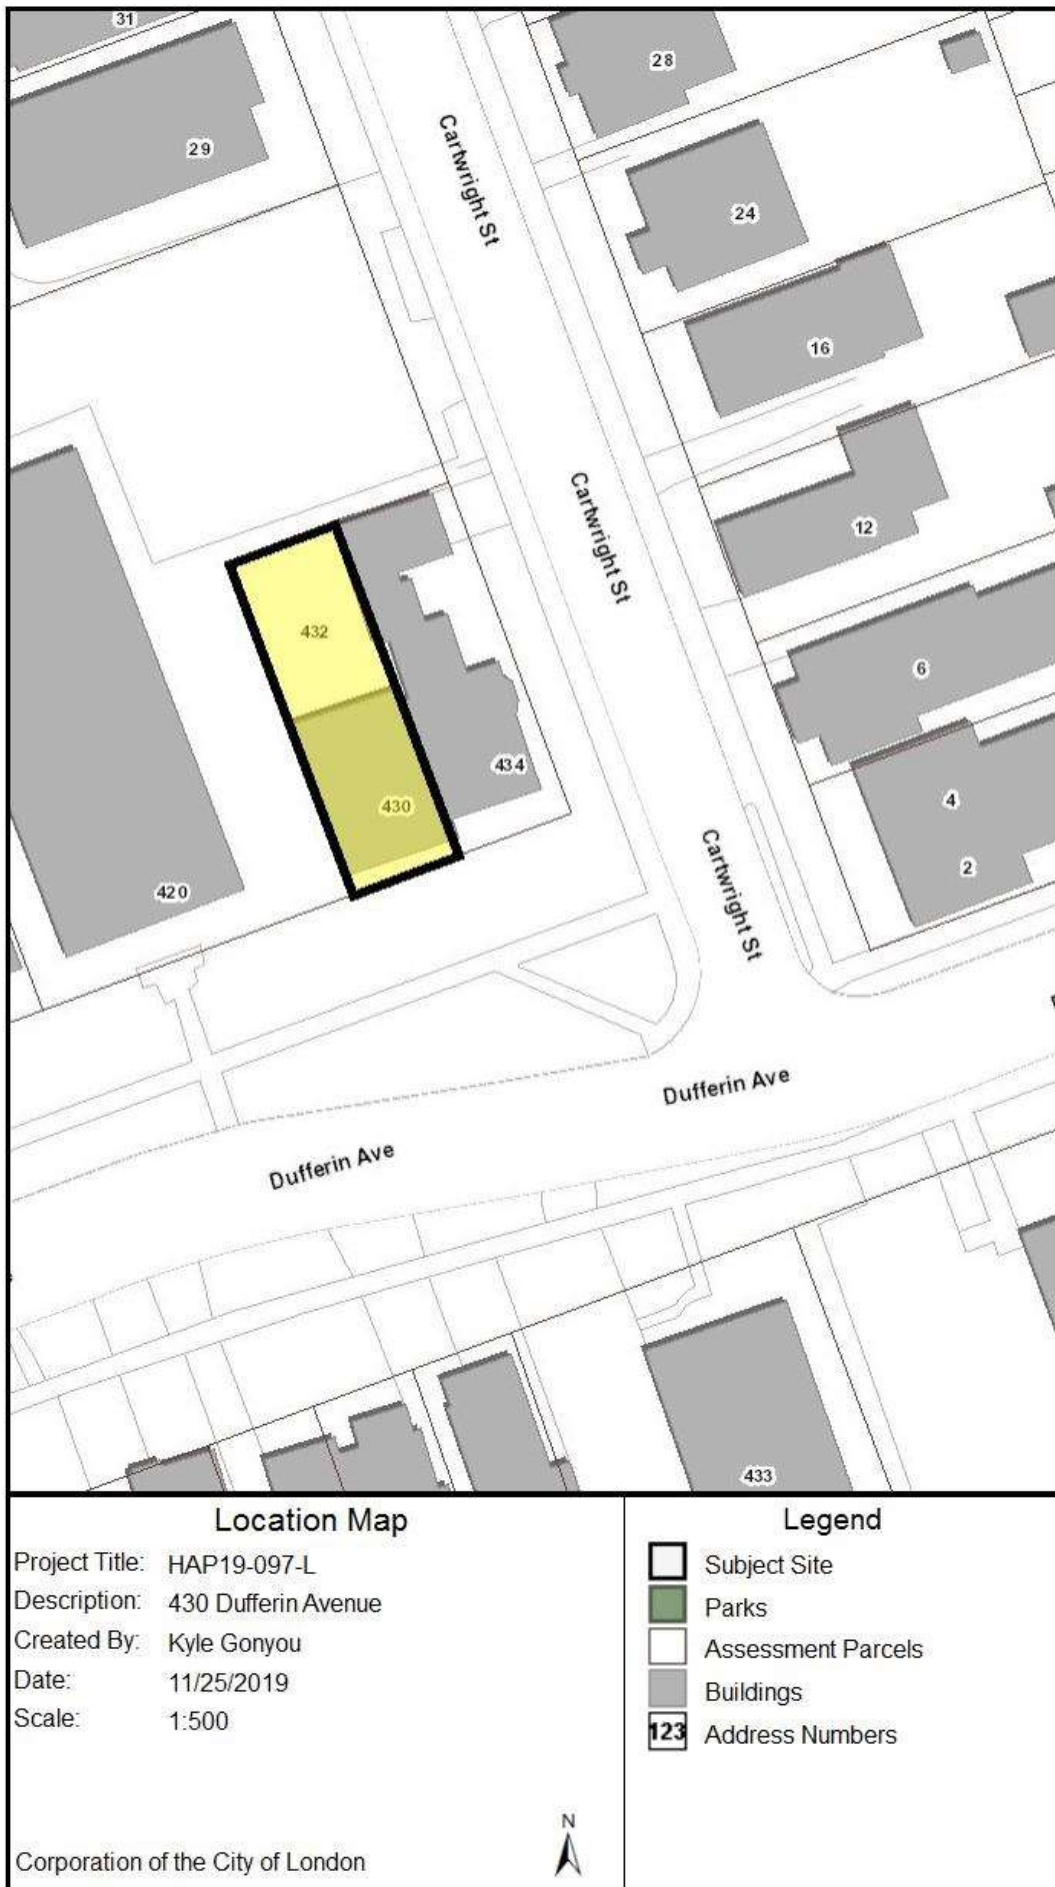 31
28
Cartwright St
29
24
16
Cartwright St
12
432
6
434
4
430
Cartwright St
2
420
Dufferin Ave
Dufferin Ave
433
Location Map
Project Title: HAP19-097-L
Description: 430 Dufferin Avenue
Created By: Kyle Gonyou
Date: 11/25/2019
Scale: 1:500
N
Corporation of the City of London
Legend
Subject Site
Parks
Assessment Parcels
Buildings
123 Address Numbers